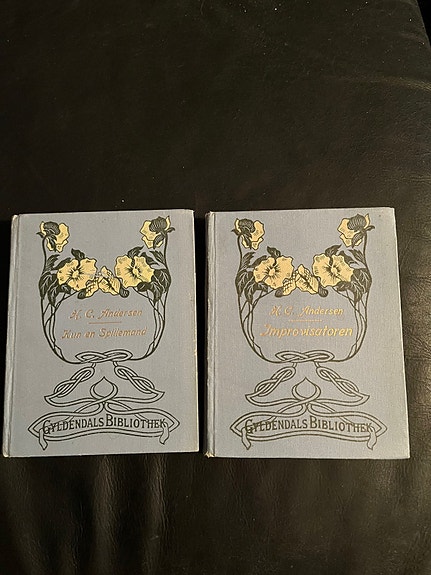 H. C. Andersen
Kun en Spillemand
GYLDENDALS BIBLIOTHEK
H. C. Andersen
Improvisatoren
GYLDENDALS BIBLIOTHEK